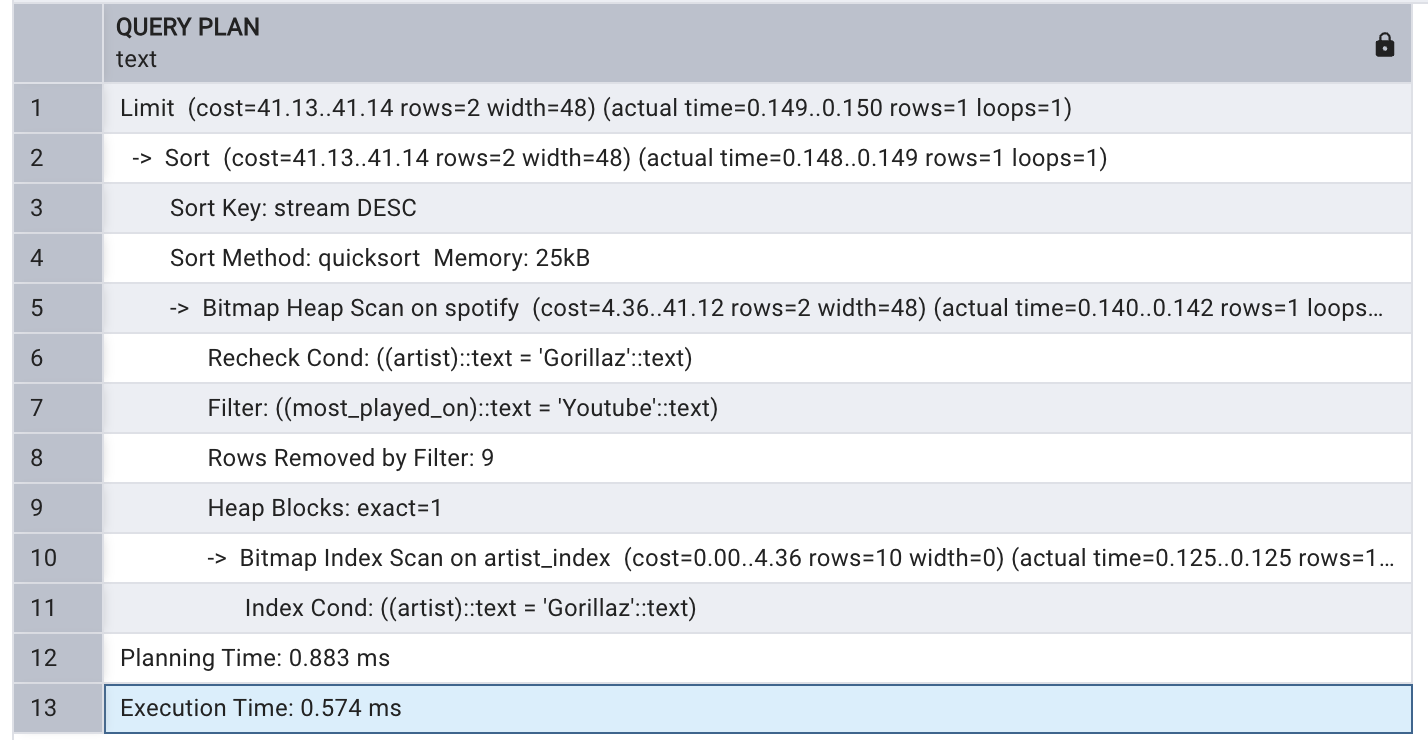 QUERY PLAN
text
1 Limit (cost=41.13..41.14 rows=2 width=48) (actual time=0.149..0.150 rows=1 loops=1)
2 -> Sort (cost=41.13..41.14 rows=2 width=48) (actual time=0.148..0.149 rows=1 loops=1)
3 Sort Key: stream DESC
4 Sort Method: quicksort Memory: 25kB
5 -> Bitmap Heap Scan on spotify (cost=4.36..41.12 rows=2 width=48) (actual time=0.140..0.142 rows=1 loops...
6 Recheck Cond: ((artist)::text = 'Gorillaz'::text)
7 Filter: ((most_played_on)::text = 'Youtube'::text)
8 Rows Removed by Filter: 9
9 Heap Blocks: exact=1
10 -> Bitmap Index Scan on artist_index (cost=0.00..4.36 rows=10 width=0) (actual time=0.125..0.125 rows=1...
11 Index Cond: ((artist)::text = 'Gorillaz'::text)
12 Planning Time: 0.883 ms
13 Execution Time: 0.574 ms